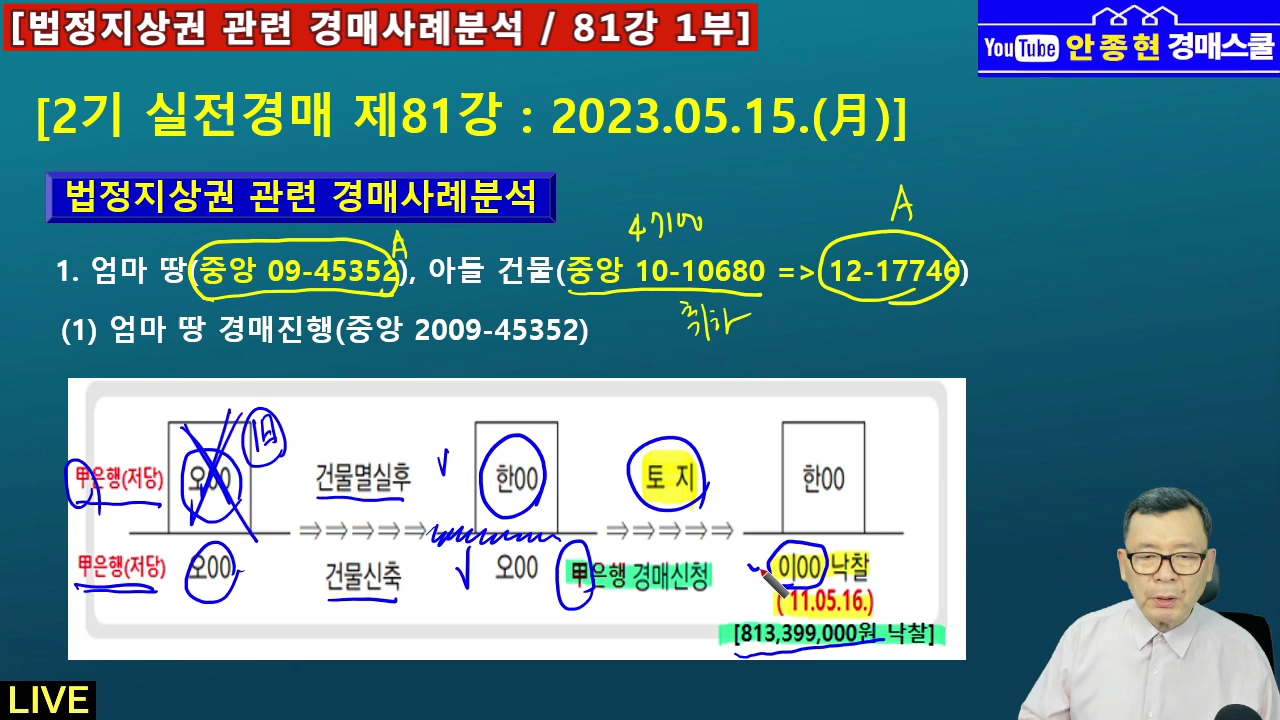 [법정지상권 관련 경매사례분석 / 81강 1부]
YouTube 안종현 경매스쿨
[2기 실전경매 제81강 : 2023.05.15.(月)]
법정지상권 관련 경매사례분석
A
A
1. 엄마 땅(중앙 09-45352), 아들 건물(중앙 10-10680 => 12-17746)
취하
(1) 엄마 땅 경매진행(중앙 2009-45352)
甲은행(저당) 오00 건물멸실후 한00 토 지 한00
⇒⇒⇒⇒⇒ ⇒⇒⇒⇒⇒
甲은행(저당) 오00 건물신축 오00 甲은행 경매신청 이00 낙찰
('11.05.16.)
[813,399,000원 낙찰]
LIVE